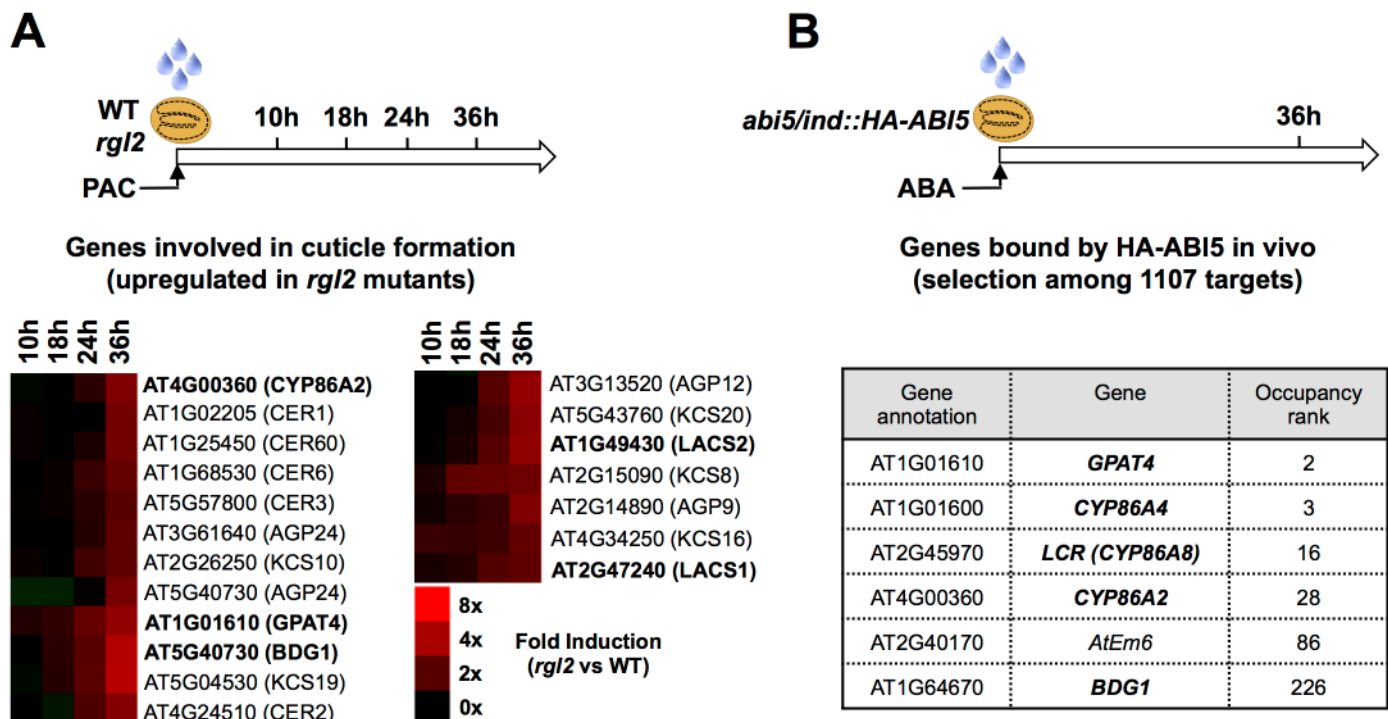 A
WT
rgl2
10h 18h 24h 36h
PAC
Genes involved in cuticle formation
(upregulated in rgl2 mutants)
10h 18h 24h 36h
AT4G00360 (CYP86A2)
AT1G02205 (CER1)
AT1G25450 (CER60)
AT1G68530 (CER6)
AT5G57800 (CER3)
AT3G61640 (AGP24)
AT2G26250 (KCS10)
AT5G40730 (AGP24)
AT1G01610 (GPAT4)
AT5G40730 (BDG1)
AT5G04530 (KCS19)
AT4G24510 (CER2)
10h 18h 24h 36h
AT3G13520 (AGP12)
AT5G43760 (KCS20)
AT1G49430 (LACS2)
AT2G15090 (KCS8)
AT2G14890 (AGP9)
AT4G34250 (KCS16)
AT2G47240 (LACS1)
8x
4x
2x
0x
Fold Induction
(rgl2 vs WT)
B
abi5/ind::HA-ABI5
36h
ABA
Genes bound by HA-ABI5 in vivo
(selection among 1107 targets)
Gene annotation Gene Occupancy rank
AT1G01610 GPAT4 2
AT1G01600 CYP86A4 3
AT2G45970 LCR (CYP86A8) 16
AT4G00360 CYP86A2 28
AT2G40170 AtEm6 86
AT1G64670 BDG1 226